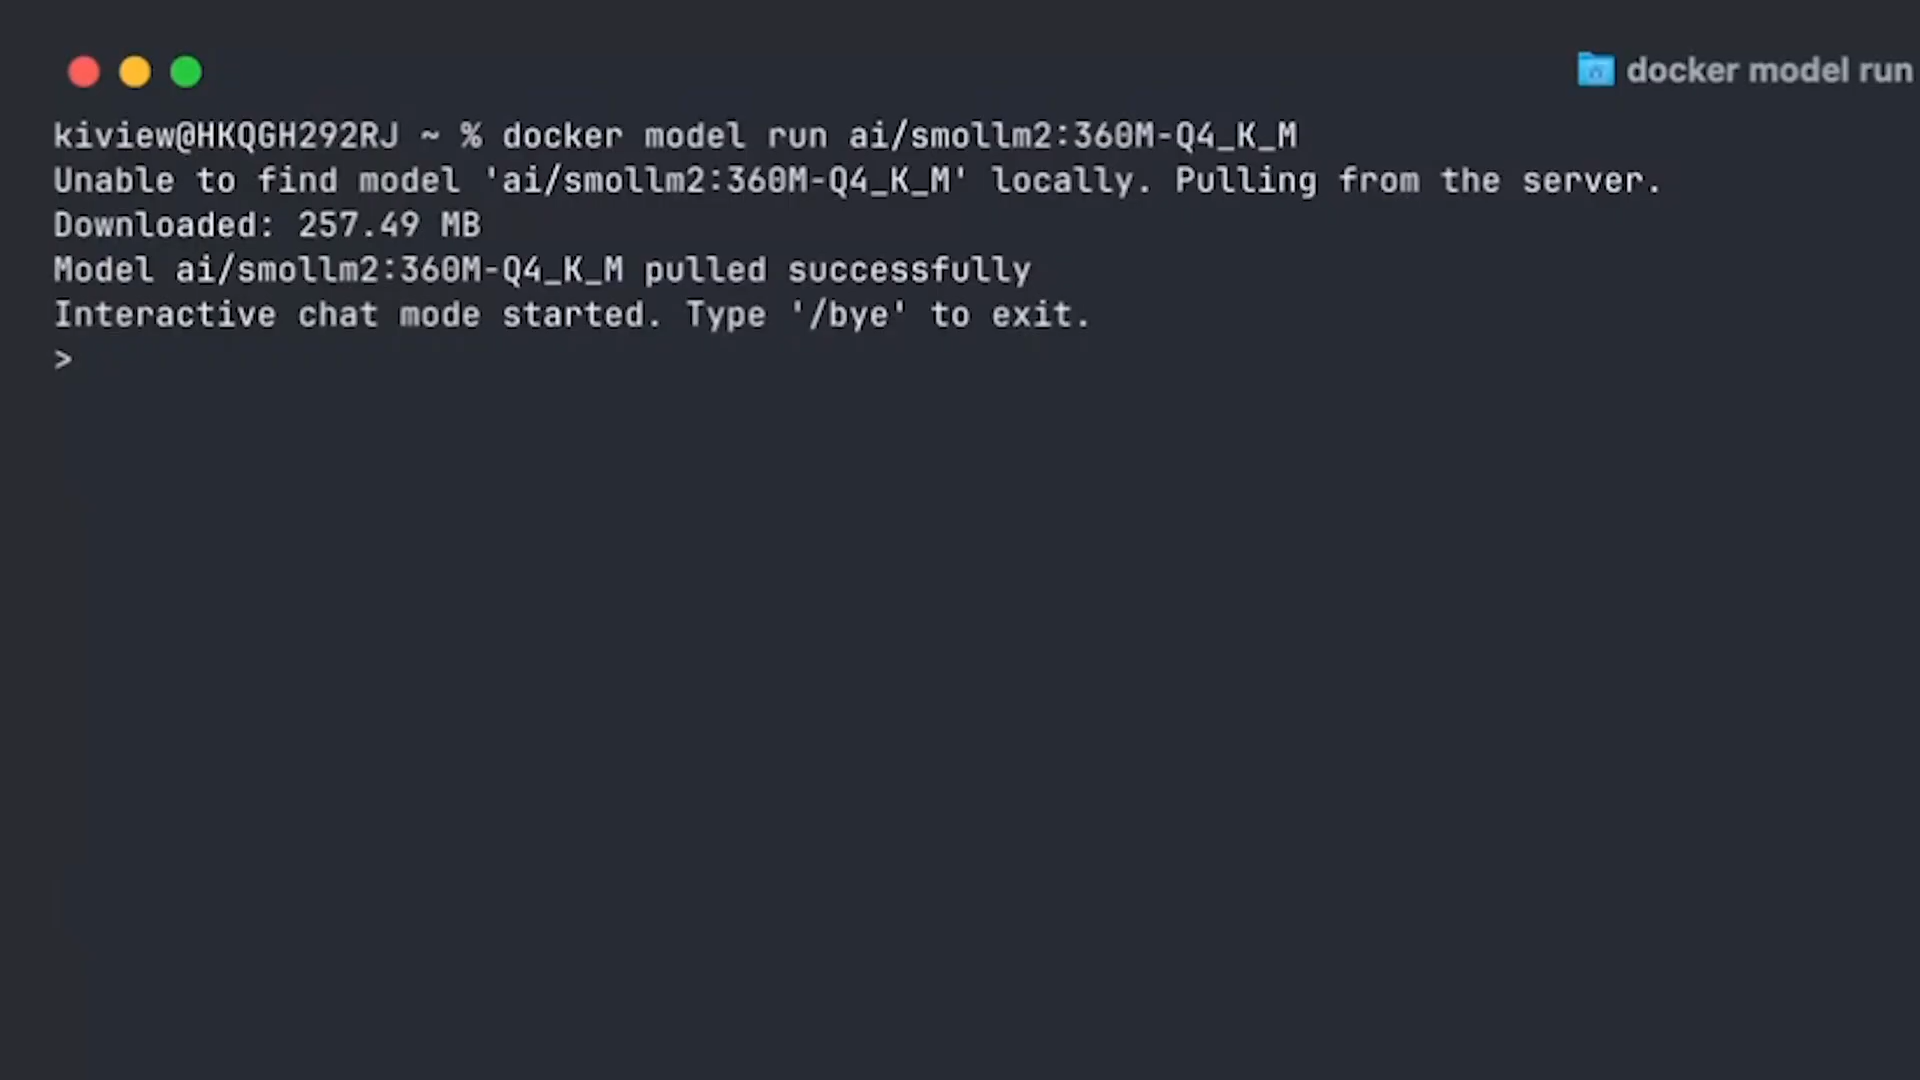 docker model run
kiview@HKQGH292RJ ~ % docker model run ai/smollm2:360M-Q4_K_M
Unable to find model 'ai/smollm2:360M-Q4_K_M' locally. Pulling from the server.
Downloaded: 257.49 MB
Model ai/smollm2:360M-Q4_K_M pulled successfully
Interactive chat mode started. Type '/bye' to exit.
>